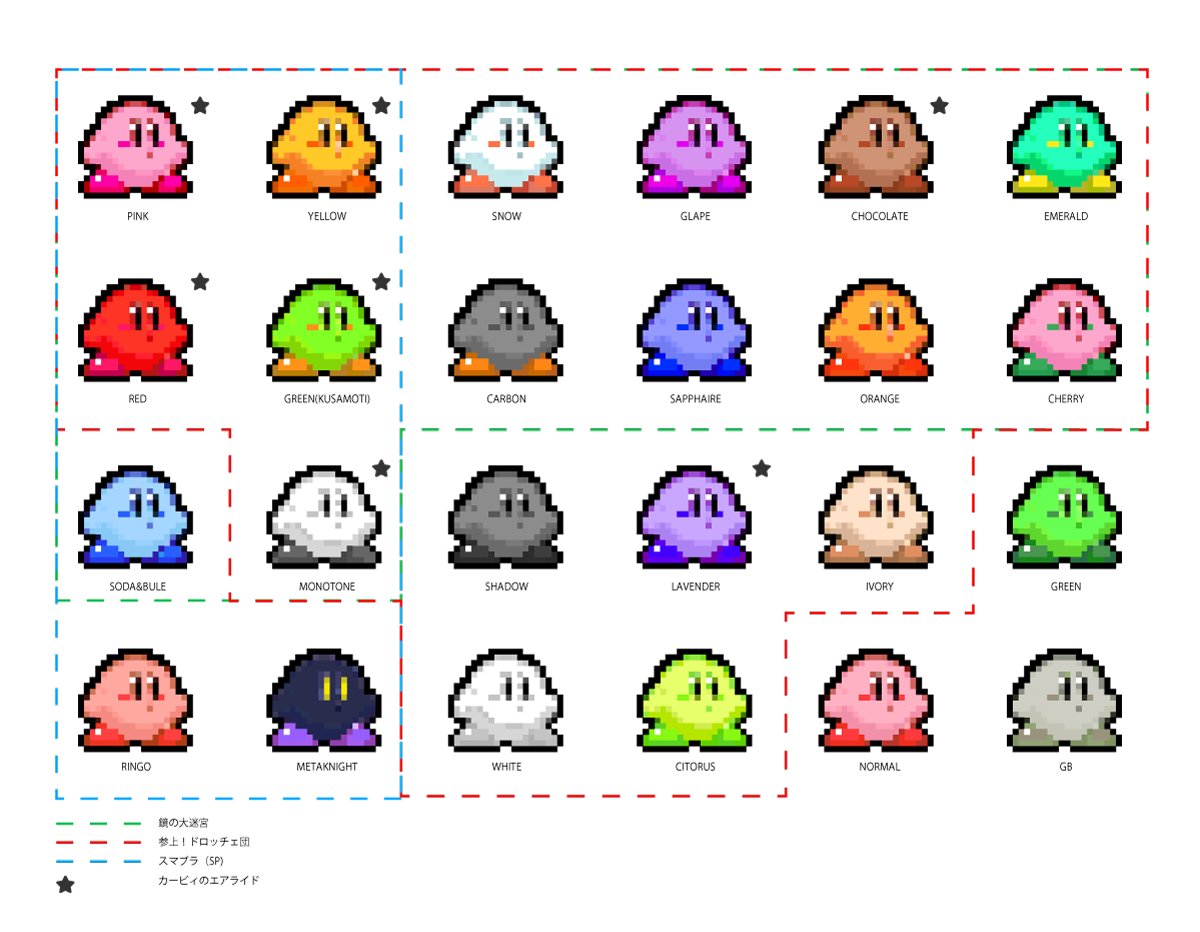 PINK YELLOW SNOW GLAPE CHOCOLATE EMERALD
RED GREEN(KUSAMOTI) CARBON SAPPHAIRE ORANGE CHERRY
SODA&BULE MONOTONE SHADOW LAVENDER IVORY GREEN
RINGO METAKNIGHT WHITE CITORUS NORMAL GB
鏡の大迷宮
参上！ドロッチェ団
スマブラ（SP)
カービィのエアライド